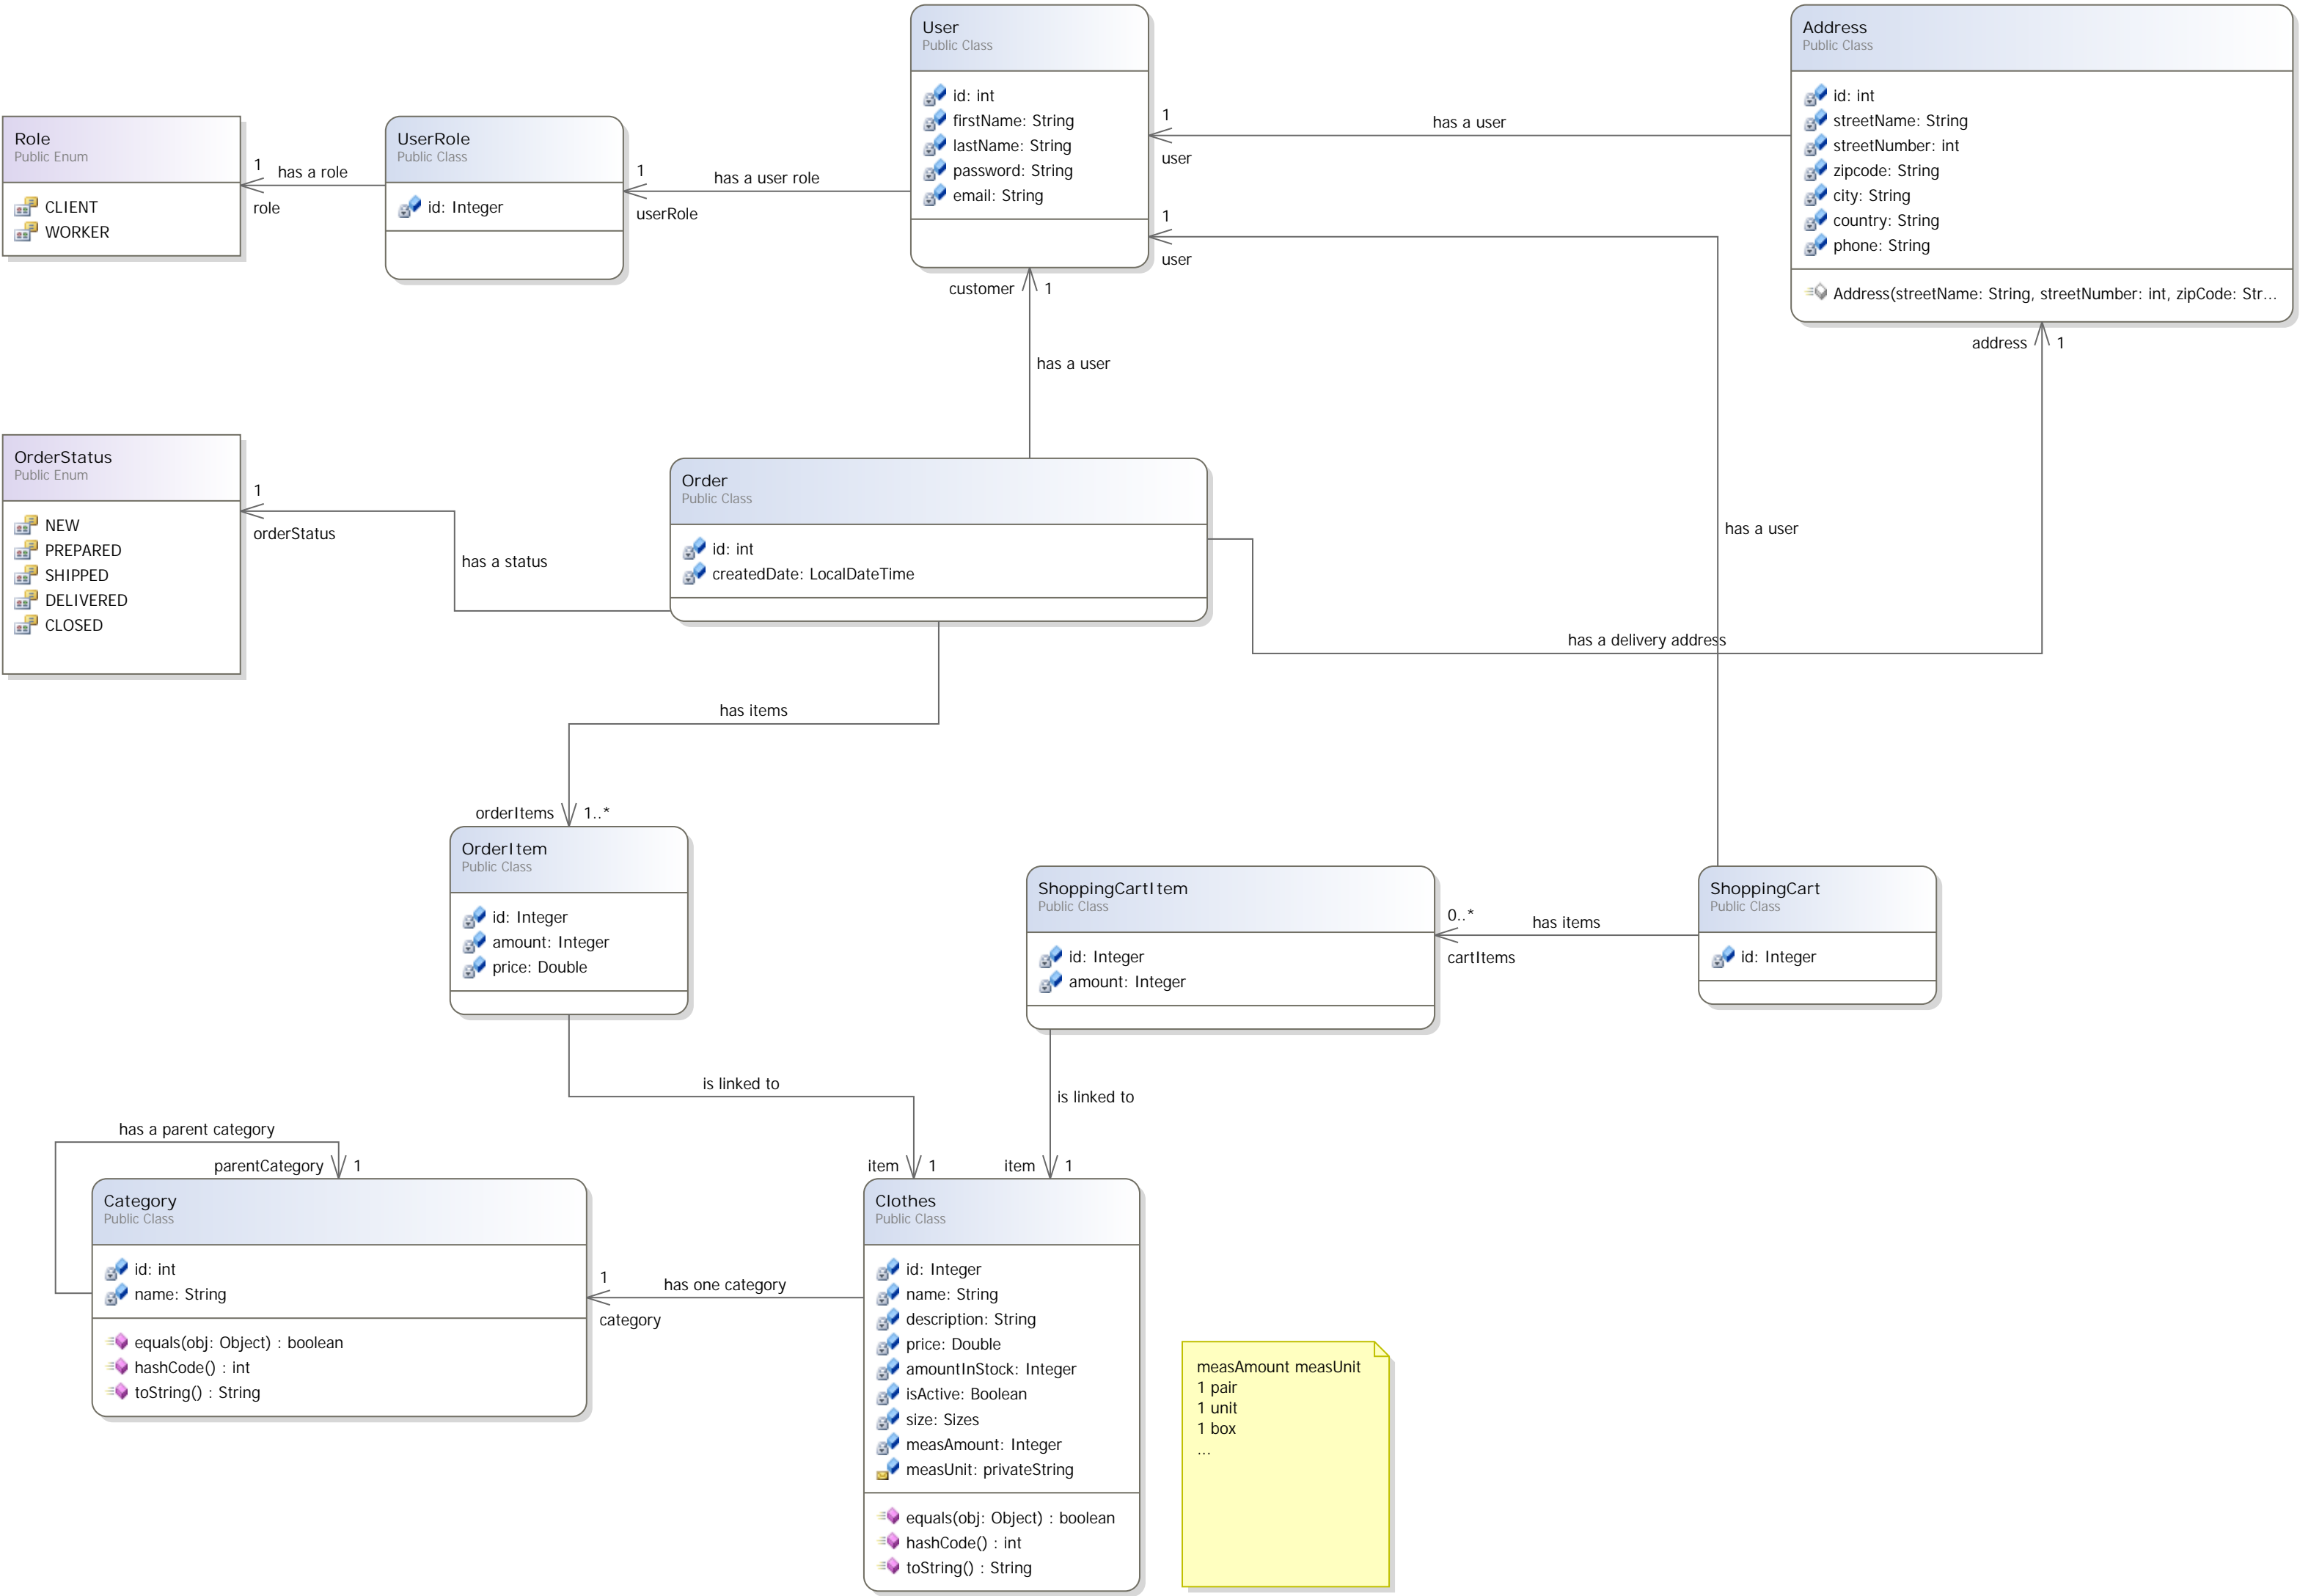 User
Public Class
id: int
firstName: String
lastName: String
password: String
email: String
Address
Public Class
id: int
streetName: String
streetNumber: int
zipcode: String
city: String
country: String
phone: String
Address(streetName: String, streetNumber: int, zipCode: Str...
Role
Public Enum
CLIENT
WORKER
1
has a role
role
UserRole
Public Class
id: Integer
1
has a user role
userRole
1
has a user
user
1
user
customer
1
has a user
address
1
OrderStatus
Public Enum
NEW
PREPARED
SHIPPED
DELIVERED
CLOSED
1
orderStatus
has a status
Order
Public Class
id: int
createdDate: LocalDateTime
has a user
has a delivery address
has items
orderItems
1..*
OrderItem
Public Class
id: Integer
amount: Integer
price: Double
ShoppingCartItem
Public Class
id: Integer
amount: Integer
0..*
has items
cartItems
ShoppingCart
Public Class
id: Integer
is linked to
is linked to
has a parent category
parentCategory
1
item
1
item
1
Category
Public Class
id: int
name: String
equals(obj: Object) : boolean
hashCode() : int
toString() : String
1
has one category
category
Clothes
Public Class
id: Integer
name: String
description: String
price: Double
amountInStock: Integer
isActive: Boolean
size: Sizes
measAmount: Integer
measUnit: privateString
equals(obj: Object) : boolean
hashCode() : int
toString() : String
measAmount measUnit
1 pair
1 unit
1 box
...